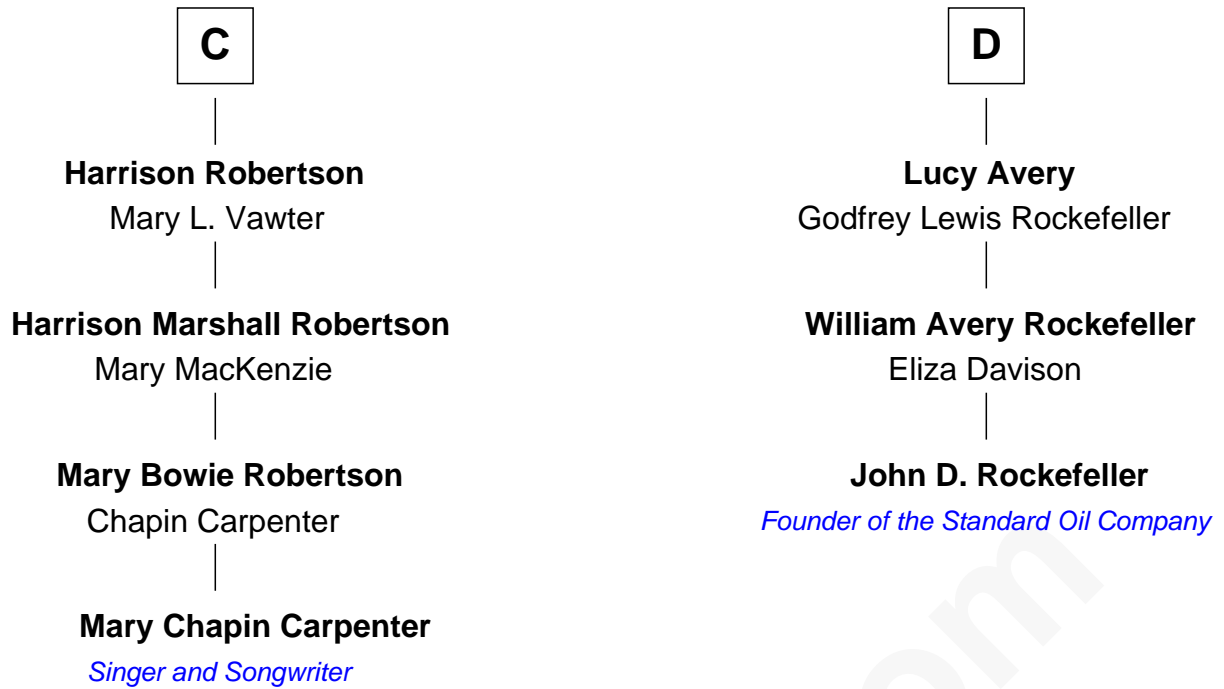 C
Harrison Robertson
Mary L. Vawter
Harrison Marshall Robertson
Mary MacKenzie
Mary Bowie Robertson
Chapin Carpenter
Mary Chapin Carpenter
Singer and Songwriter
D
Lucy Avery
Godfrey Lewis Rockefeller
William Avery Rockefeller
Eliza Davison
John D. Rockefeller
Founder of the Standard Oil Company
om